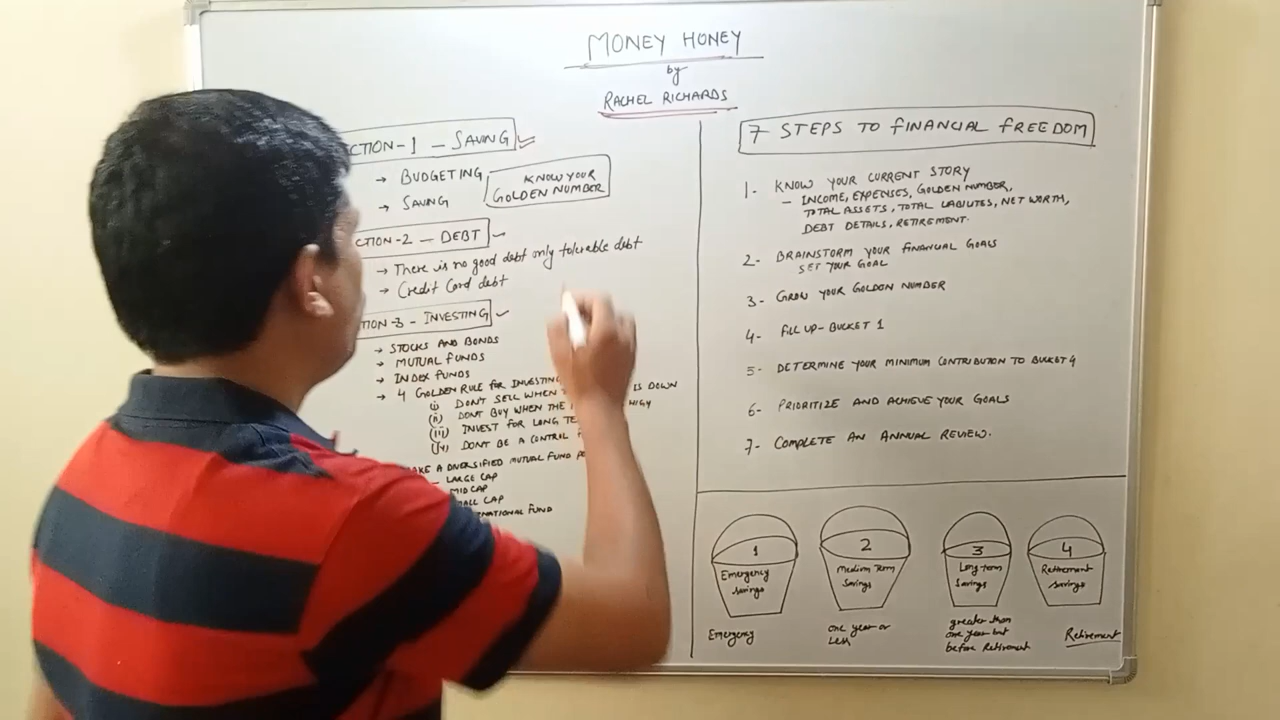 MONEY HONEY
by
RACHEL RICHARDS
CTION-1 - SAVING
→ BUDGETING
→ SAVING
KNOW YOUR
GOLDEN NUMBER
CTION-2 - DEBT
→ There is no good debt only tolerable debt
→ Credit Card debt
TION-3 - INVESTING
→ STOCKS AND BONDS
→ MUTUAL FUNDS
→ INDEX FUNDS
→ 4 GOLDEN RULE FOR INVESTING
(i) DON'T SELL WHEN IS DOWN
(ii) DONT BUY WHEN THE HIGY
(iii) INVEST FOR LONG TE
(iv) DONT BE A CONTROL
AKE A DIVERSIFIED MUTUAL FUND
- LARGE CAP
MID CAP
MALL CAP
ERNATIONAL FUND
7 STEPS TO FINANCIAL FREEDOM
1- KNOW YOUR CURRENT STORY
- INCOME, EXPENSES, GOLDEN NUMBER,
TOTAL ASSETS, TOTAL LABILITES, NET WORTH,
DEBT DETAILS, RETIREMENT.
2- BRAINSTORM YOUR FINANCIAL GOALS
SET YOUR GOAL
3- GROW YOUR GOLDEN NUMBER
4- FILL UP- BUCKET 1
5- DETERMINE YOUR MINIMUM CONTRIBUTION TO BUCKET 4
6- PRIORITIZE AND ACHIEVE YOUR GOALS
7- COMPLETE AN ANNUAL REVIEW.
1
Emergency
Savings
Emergency
2
Medium Term
Savings
one year or
Less
3
Long term
Savings
greater than
one year but
before Retirement
4
Retirement
Savings
Retirement